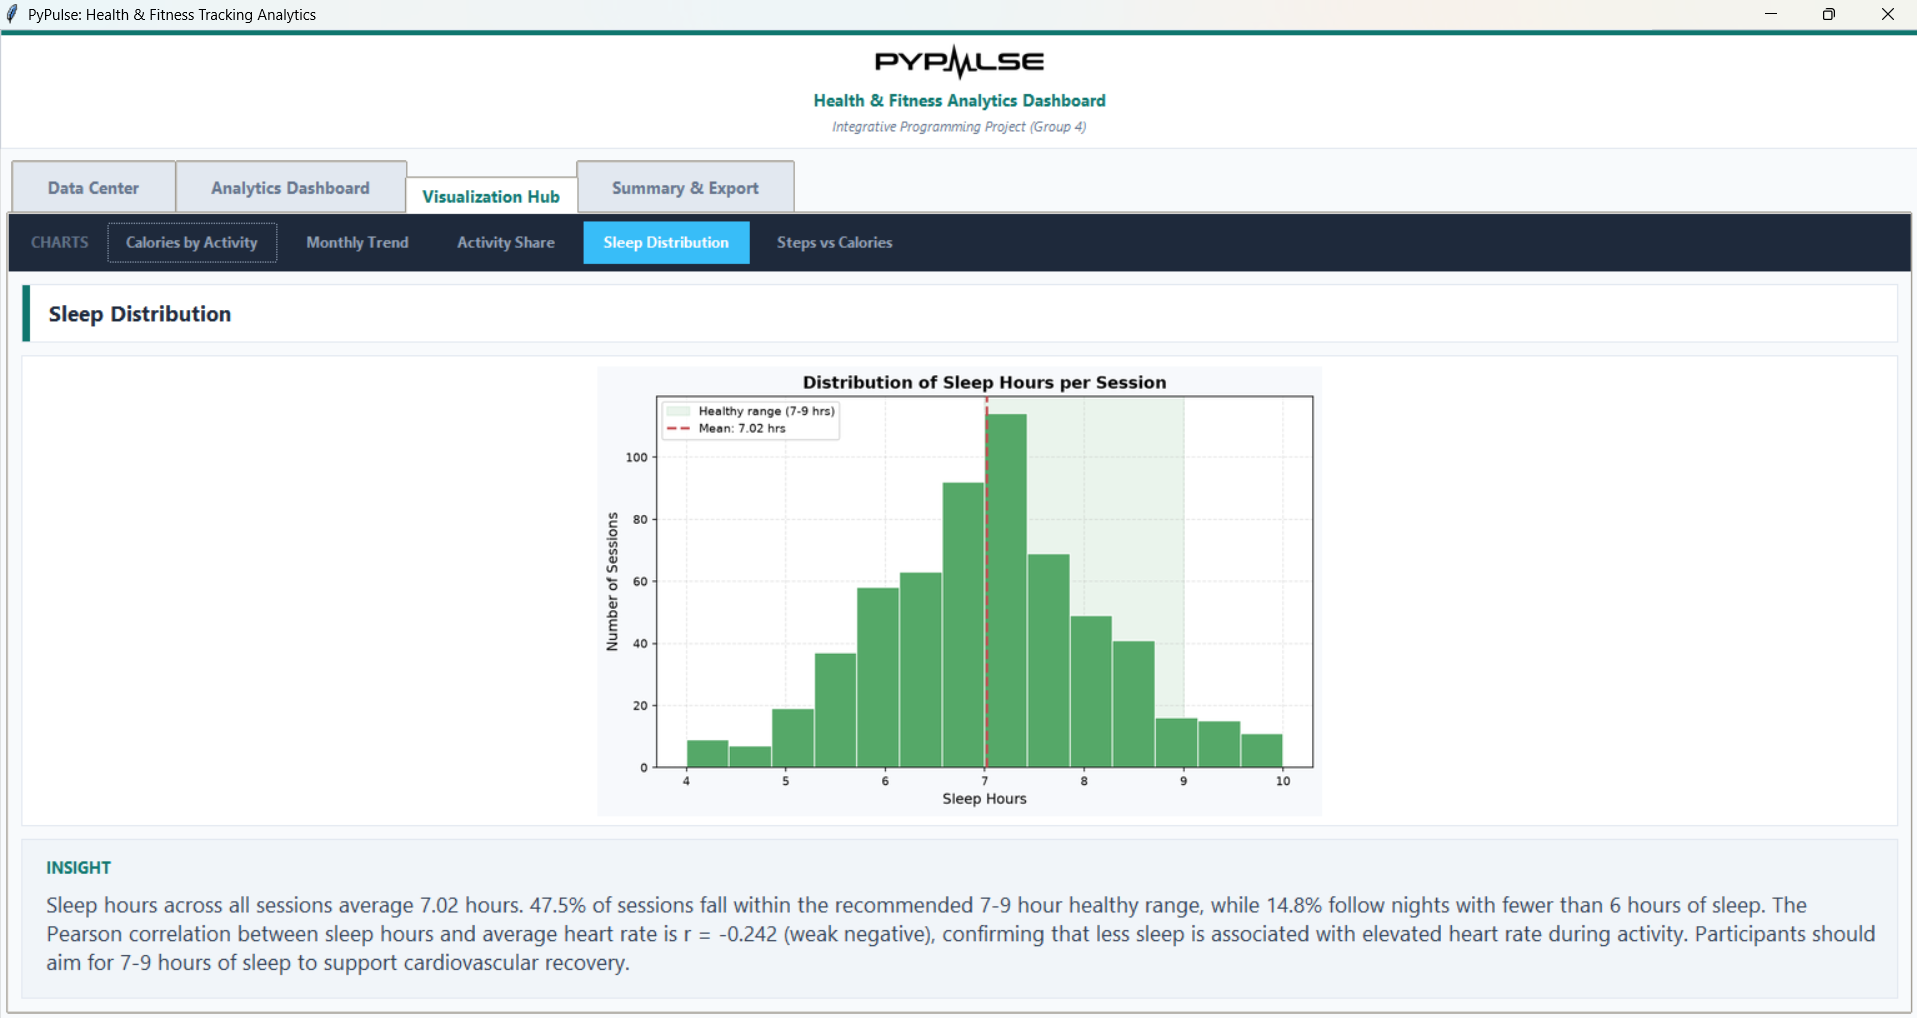 PyPulse: Health & Fitness Tracking Analytics
PYPULSE
Health & Fitness Analytics Dashboard
Integrative Programming Project (Group 4)
Data Center
Analytics Dashboard
Visualization Hub
Summary & Export
CHARTS
Calories by Activity
Monthly Trend
Activity Share
Sleep Distribution
Steps vs Calories
Sleep Distribution
Distribution of Sleep Hours per Session
Healthy range (7-9 hrs)
Mean: 7.02 hrs
Number of Sessions
100
80
60
40
20
0
4 5 6 7 8 9 10
Sleep Hours
INSIGHT
Sleep hours across all sessions average 7.02 hours. 47.5% of sessions fall within the recommended 7-9 hour healthy range, while 14.8% follow nights with fewer than 6 hours of sleep. The
Pearson correlation between sleep hours and average heart rate is r = -0.242 (weak negative), confirming that less sleep is associated with elevated heart rate during activity. Participants should
aim for 7-9 hours of sleep to support cardiovascular recovery.